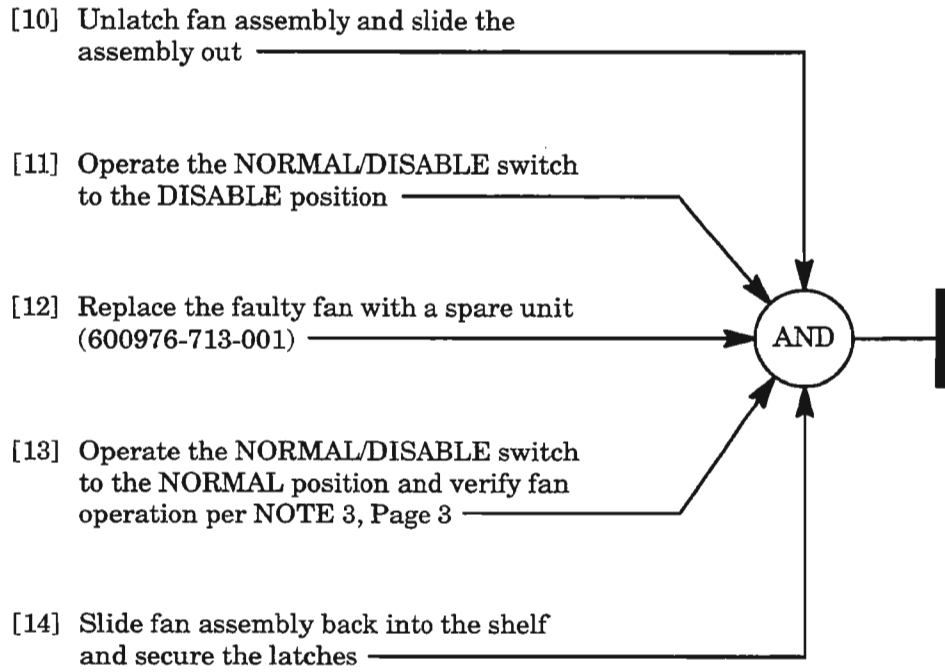 [10] Unlatch fan assembly and slide the
assembly out
[11] Operate the NORMAL/DISABLE switch
to the DISABLE position
[12] Replace the faulty fan with a spare unit
(600976-713-001)
AND
[13] Operate the NORMAL/DISABLE switch
to the NORMAL position and verify fan
operation per NOTE 3, Page 3
[14] Slide fan assembly back into the shelf
and secure the latches